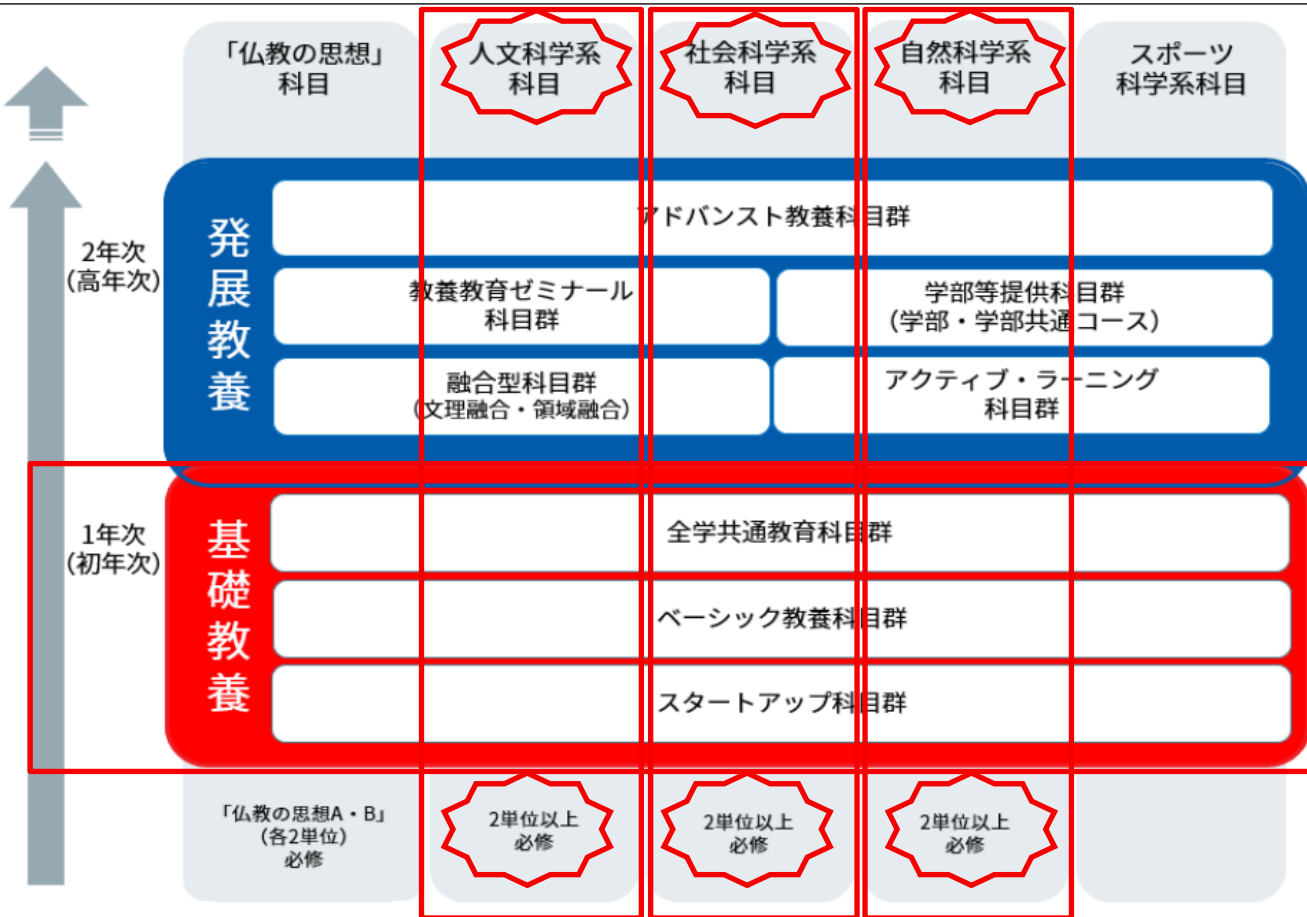 「仏教の思想」
科目
人文科学系
科目
社会科学系
科目
自然科学系
科目
スポーツ
科学系科目
2年次
(高年次)
発展教養
アドバンスト教養科目群
教養教育ゼミナール
科目群
学部等提供科目群
(学部・学部共通コース)
融合型科目群
(文理融合・領域融合)
アクティブ・ラーニング
科目群
1年次
(初年次)
基礎教養
全学共通教育科目群
ベーシック教養科目群
スタートアップ科目群
「仏教の思想A・B」
(各2単位)
必修
2単位以上
必修
2単位以上
必修
2単位以上
必修